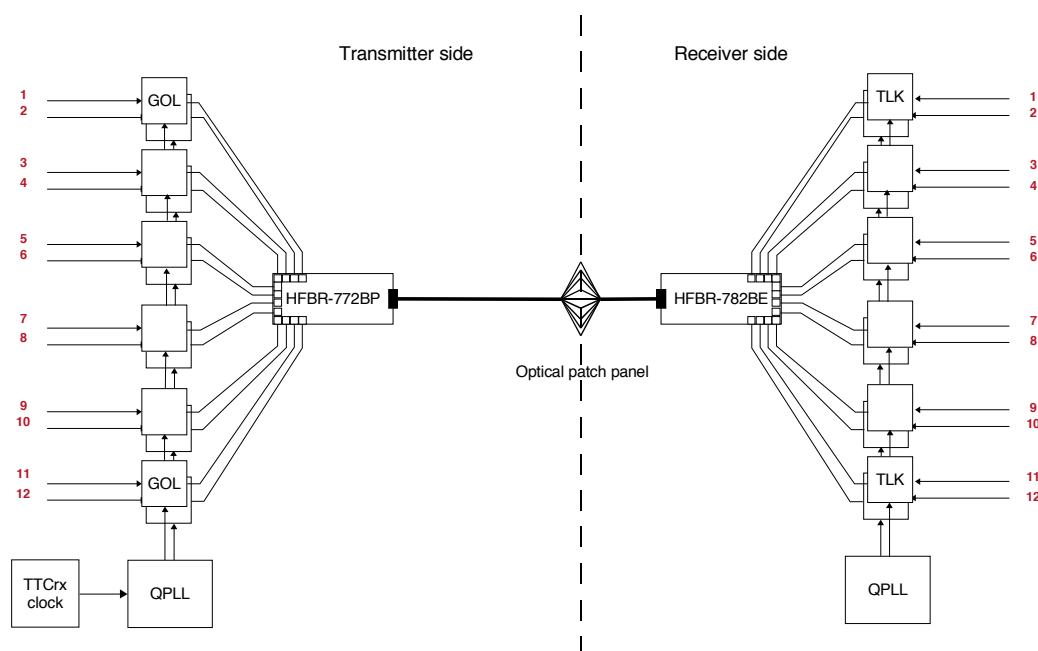 Transmitter side
Receiver side
1
2
GOL
3
4
5
6
HFBR-772BP
7
8
9
10
11
12
GOL
TTCrx
clock
QPLL
Optical patch panel
TLK
1
2
3
4
5
6
HFBR-782BE
7
8
9
10
11
12
TLK
QPLL